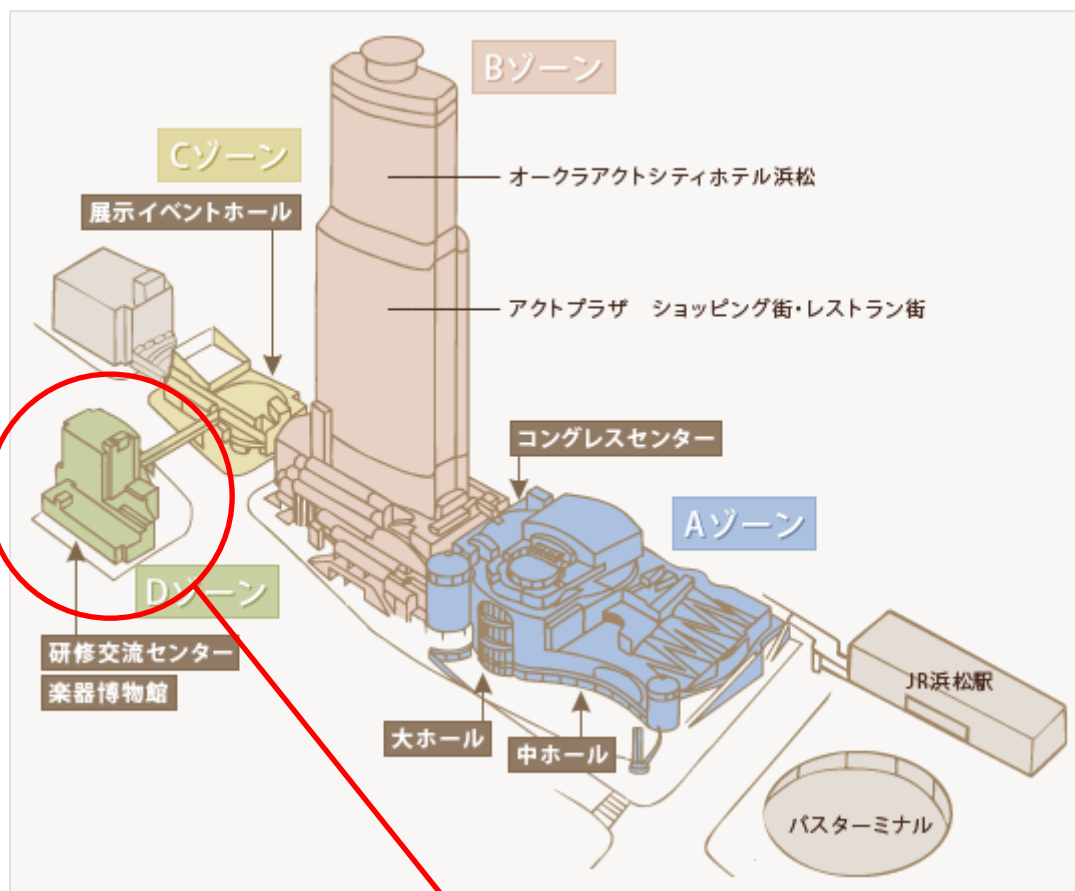 Bゾーン
Cゾーン
オークラアクトシティホテル浜松
展示イベントホール
アクトプラザ　ショッピング街・レストラン街
コングレスセンター
Aゾーン
Dゾーン
研修交流センター
楽器博物館
JR浜松駅
大ホール
中ホール
バスターミナル